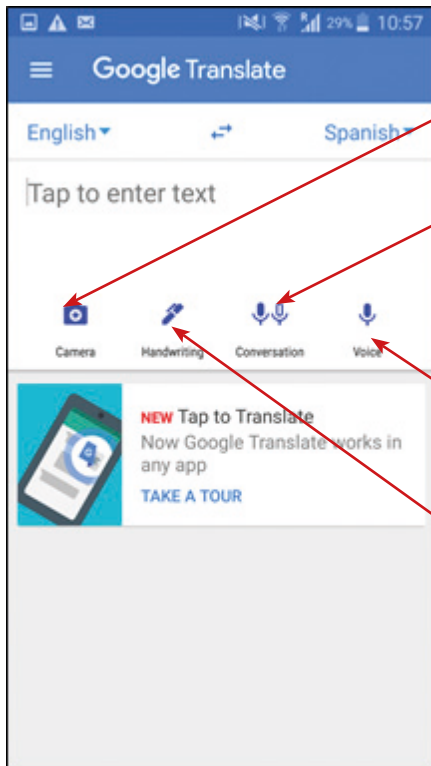 29% 10:57
Google Translate
English Spanish
Tap to enter text
Camera Handwriting Conversation Voice
NEW Tap to Translate
Now Google Translate works in
any app
TAKE A TOUR